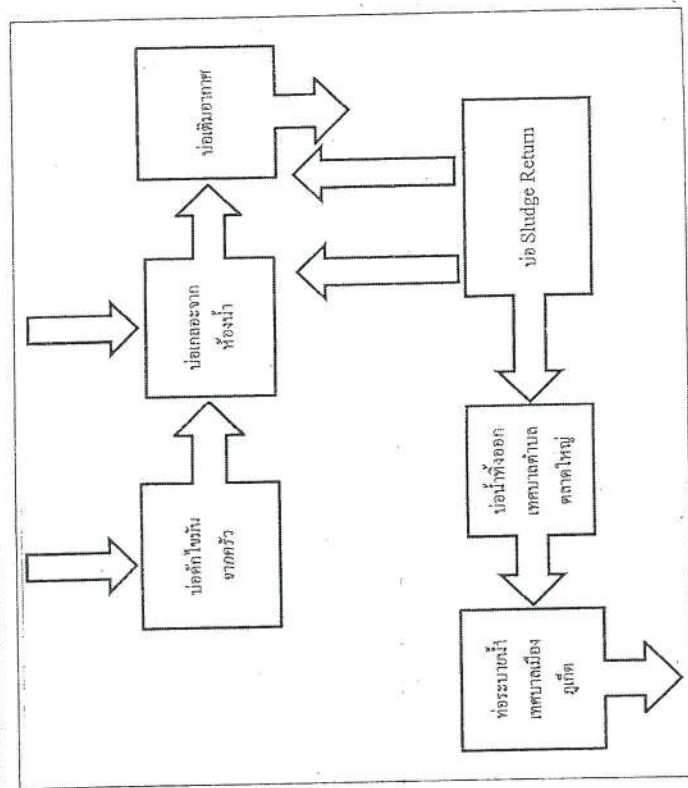 บ่อดักไขมัน
จากครัว
บ่อเกลอะจาก
ห้องน้ำ
บ่อเติมอากาศ
ท่อระบายน้ำ
เทศบาลเมือง
ภูเก็ต
บ่อน้ำทิ้งออก
เทศบาลตำบล
ตลาดใหญ่
บ่อ Sludge Return